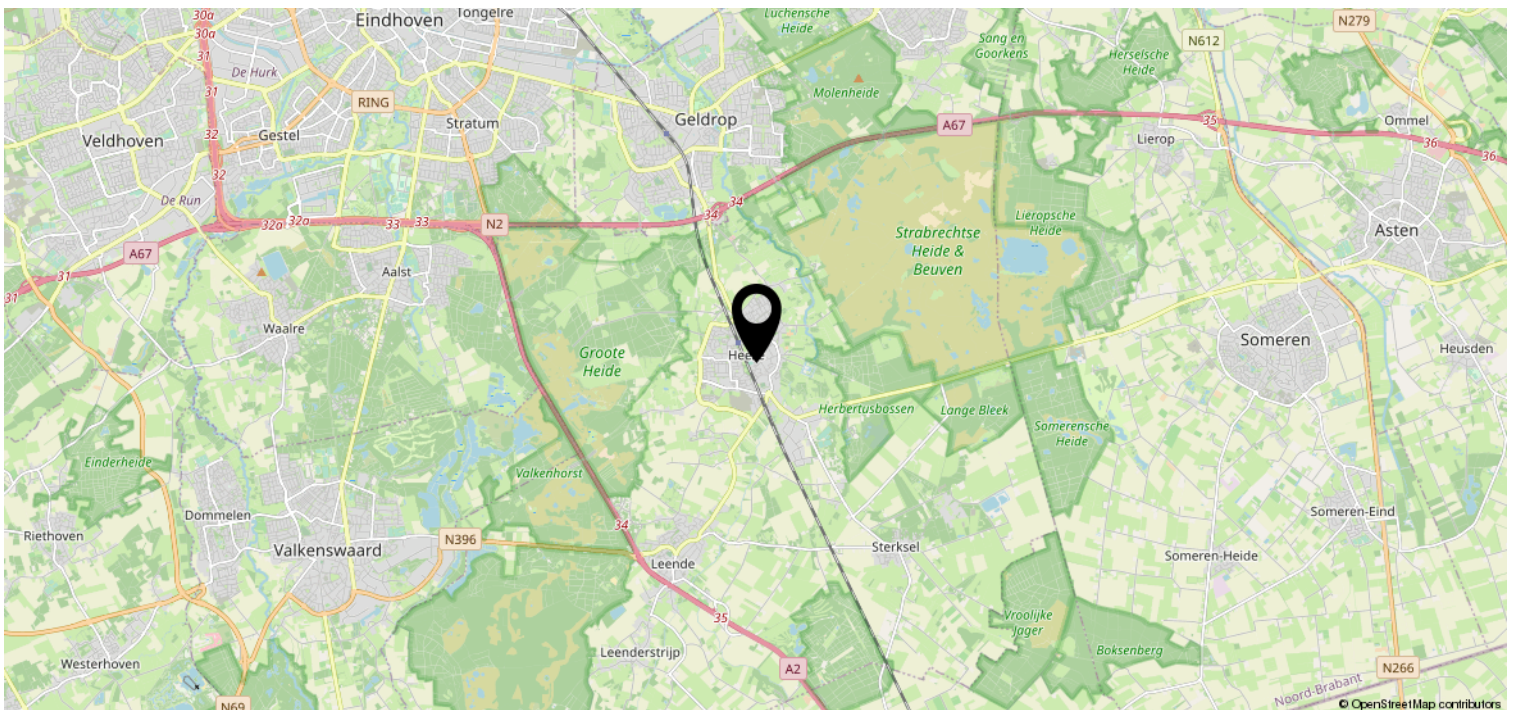 30a
30a
Eindhoven
Tongelre
Luchensche
Heide
N279
N612
Sang en
Goorkens
31
Herselsche
Heide
De Hurk
31
Molenheide
RING
Geldrop
A67
35
Ommel
Stratum
32
Gestel
Veldhoven
Lierop
36
36
32
De Run
34
34
32a
32a
33
33
N2
Lieropsche
Heide
Strabrechtse
Heide &
Beuven
Asten
A67
31
31
Aalst
Waalre
Someren
Heusden
Groote
Heide
Herbertusbossen
Lange Bleek
Somerensche
Heide
Einderheide
Valkenhorst
Dommelen
34
Someren-Eind
Riethoven
N396
Valkenswaard
Sterksel
Someren-Heide
Leende
35
Vroolijke
Jager
Boksenberg
Westerhoven
Leenderstrijp
A2
N266
Noord-Brabant
N69
© OpenStreetMap contributors